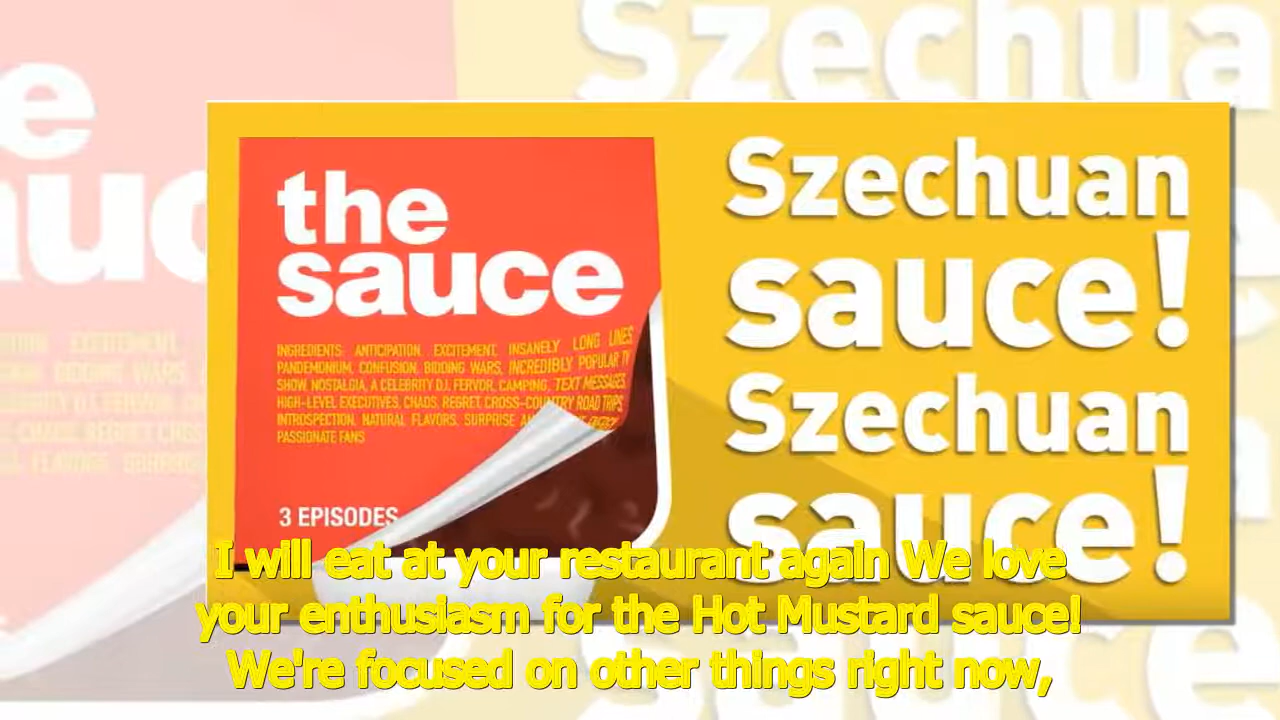 Szechua
e
auc
the
sauce
INGREDIENTS: ANTICIPATION, EXCITEMENT, INSANELY LONG LINES,
PANDEMONIUM, CONFUSION, BIDDING WARS, INCREDIBLY POPULAR TV
SHOW, NOSTALGIA, A CELEBRITY D.J, FERVOR, CAMPING, TEXT MESSAGES,
HIGH-LEVEL EXECUTIVES, CHAOS, REGRET, CROSS-COUNTRY ROAD TRIPS,
INTROSPECTION, NATURAL FLAVORS, SURPRISE
PASSIONATE FANS
3 EPISODES
Szechuan
sauce!
Szechuan
sauce!
I will eat at your restaurant again We love
your enthusiasm for the Hot Mustard sauce!
We're focused on other things right now,